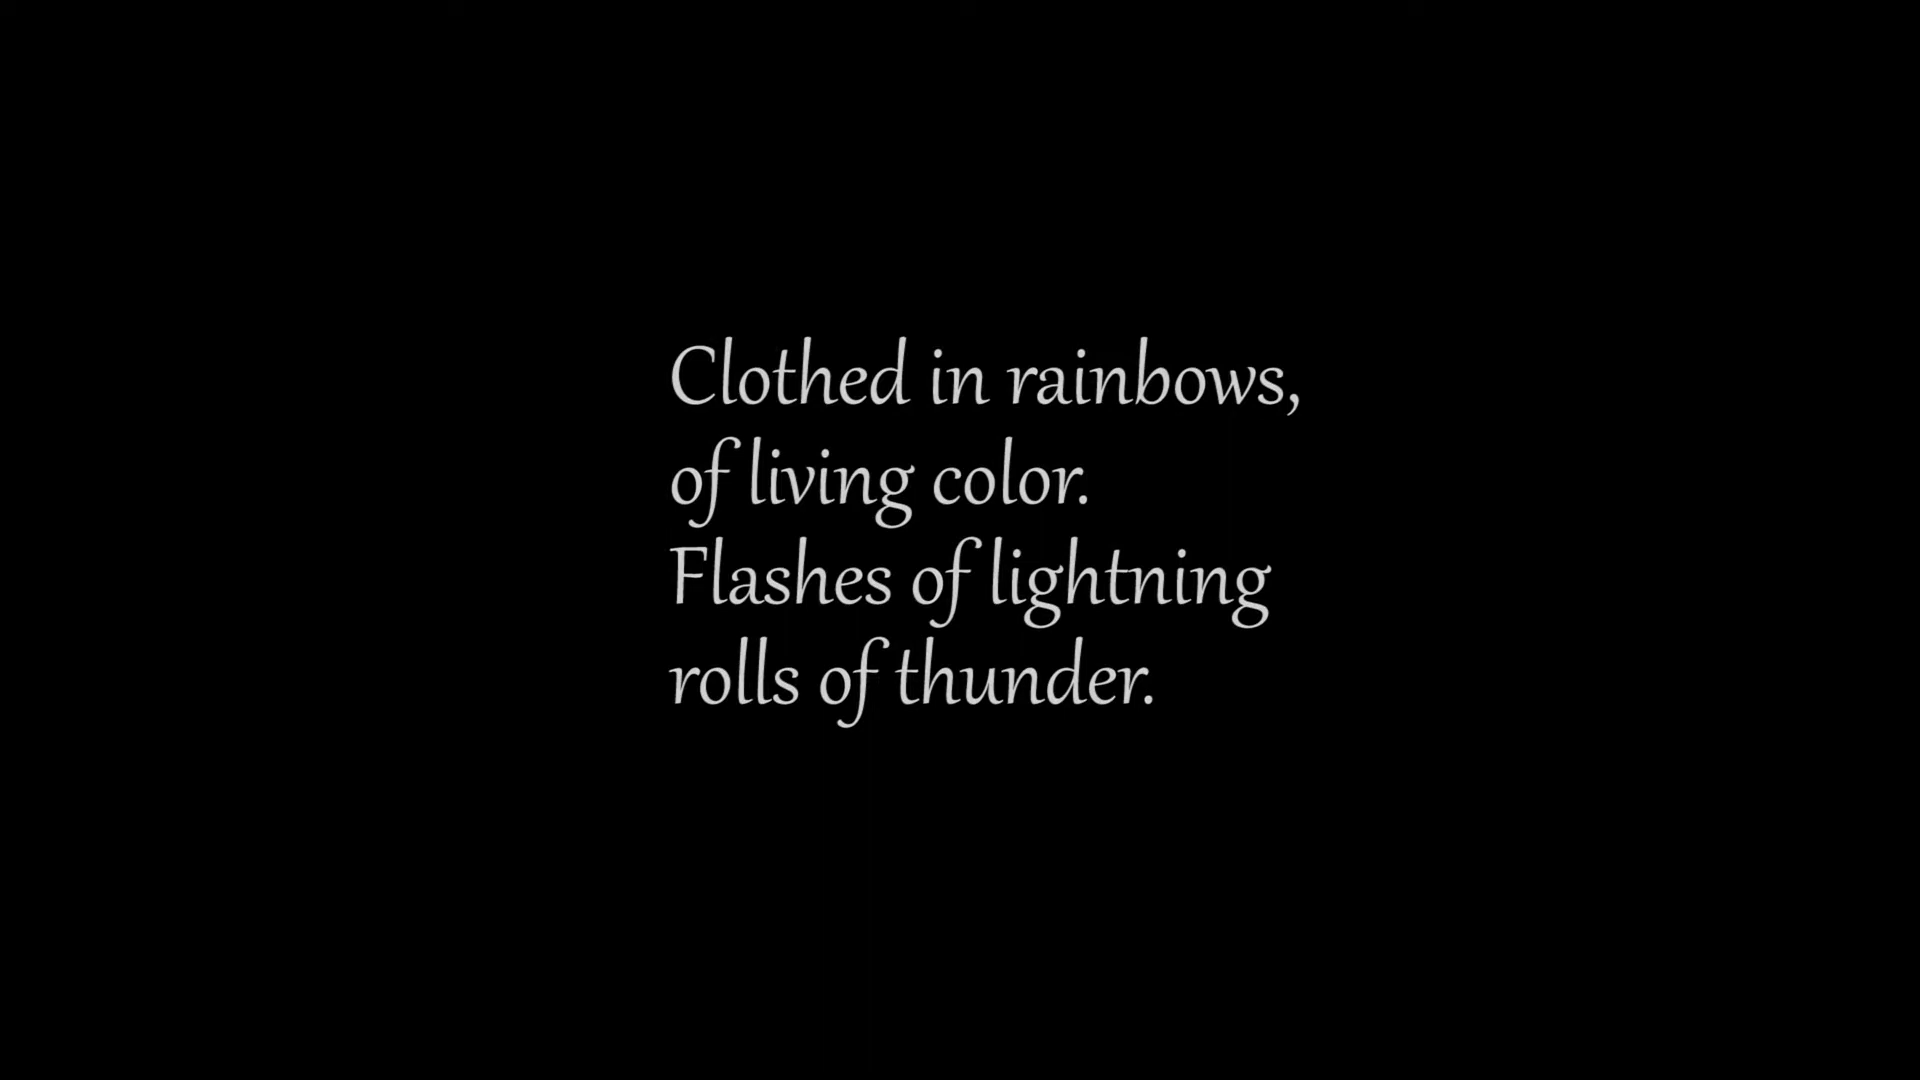 Clothed in rainbows,
of living color.
Flashes of lightning
rolls of thunder.